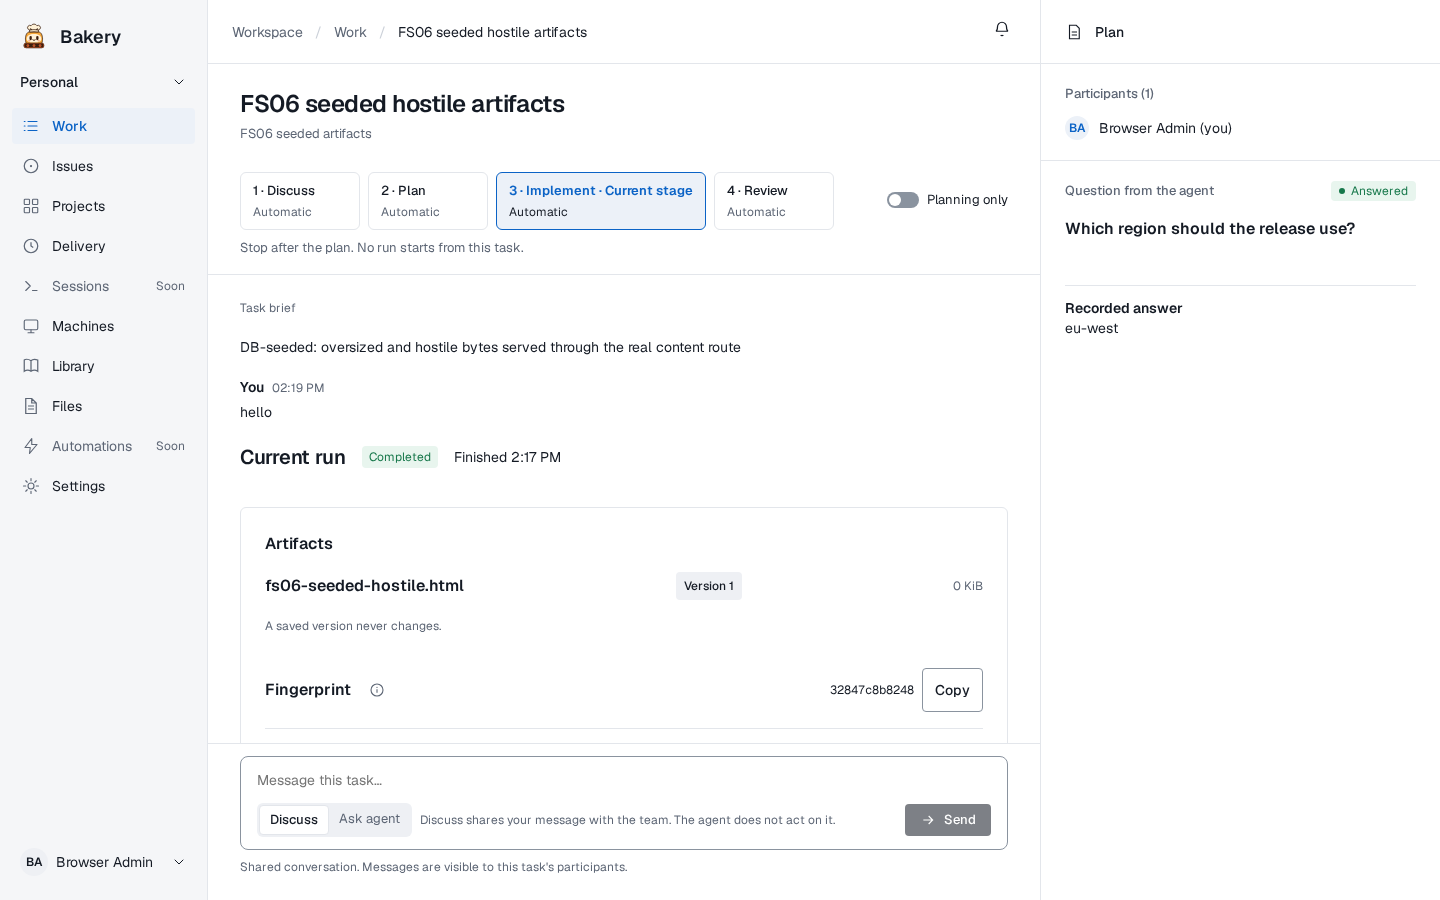 Bakery
Personal
Work
Issues
Projects
Delivery
Sessions Soon
Machines
Library
Files
Automations Soon
Settings
BA Browser Admin
Workspace / Work / FS06 seeded hostile artifacts
FS06 seeded hostile artifacts
FS06 seeded artifacts
1 · Discuss
Automatic
2 · Plan
Automatic
3 · Implement · Current stage
Automatic
4 · Review
Automatic
Planning only
Stop after the plan. No run starts from this task.
Task brief
DB-seeded: oversized and hostile bytes served through the real content route
You 02:19 PM
hello
Current run Completed Finished 2:17 PM
Artifacts
fs06-seeded-hostile.html Version 1 0 KiB
A saved version never changes.
Fingerprint 32847c8b8248 Copy
Message this task...
Discuss Ask agent Discuss shares your message with the team. The agent does not act on it. Send
Shared conversation. Messages are visible to this task's participants.
Plan
Participants (1)
BA Browser Admin (you)
Question from the agent Answered
Which region should the release use?
Recorded answer
eu-west